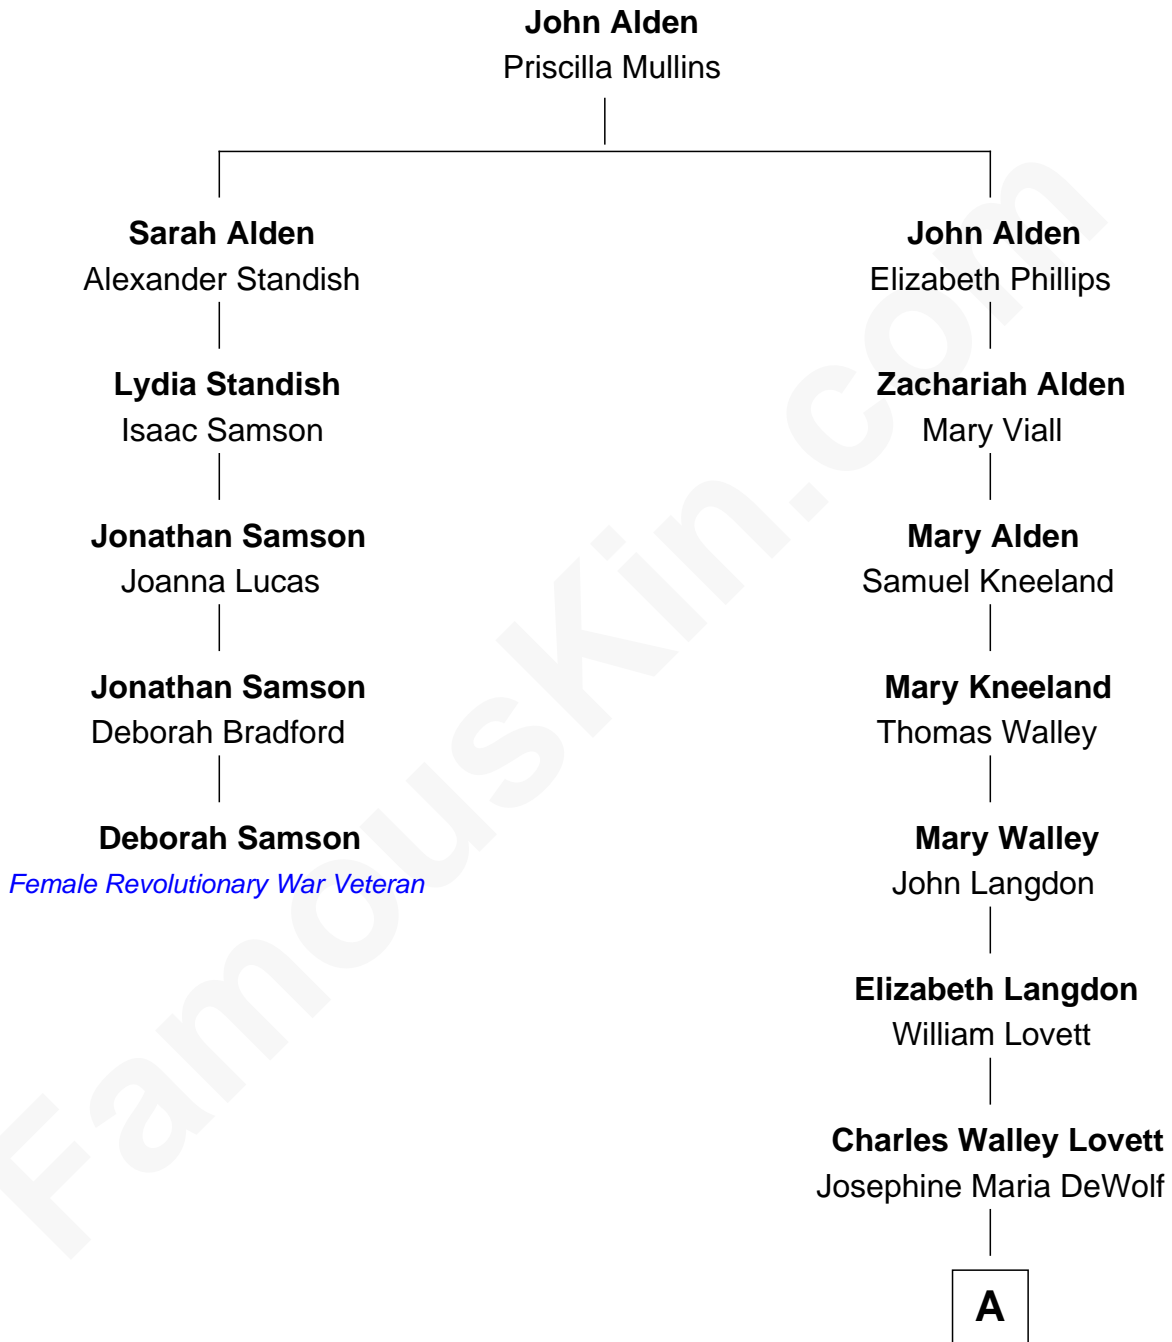 John Alden
Priscilla Mullins
Sarah Alden
Alexander Standish
John Alden
Elizabeth Phillips
Lydia Standish
Isaac Samson
Zachariah Alden
Mary Viall
Jonathan Samson
Joanna Lucas
Mary Alden
Samuel Kneeland
Jonathan Samson
Deborah Bradford
Mary Kneeland
Thomas Walley
Deborah Samson
Female Revolutionary War Veteran
Mary Walley
John Langdon
Elizabeth Langdon
William Lovett
Charles Walley Lovett
Josephine Maria DeWolf
A
FamousKin.com